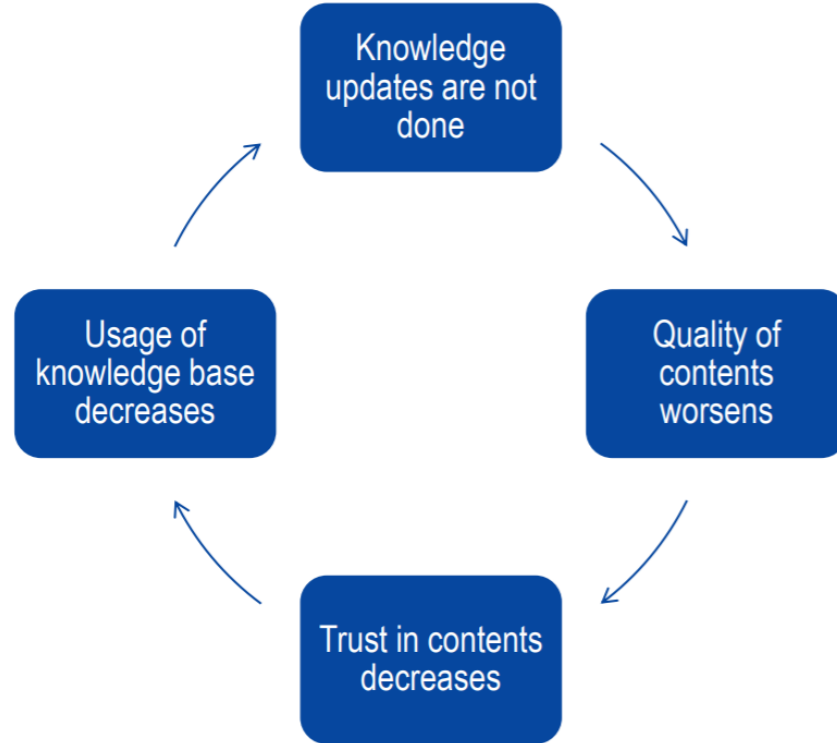 Knowledge
updates are not
done
Usage of
knowledge base
decreases
Quality of
contents
worsens
Trust in contents
decreases